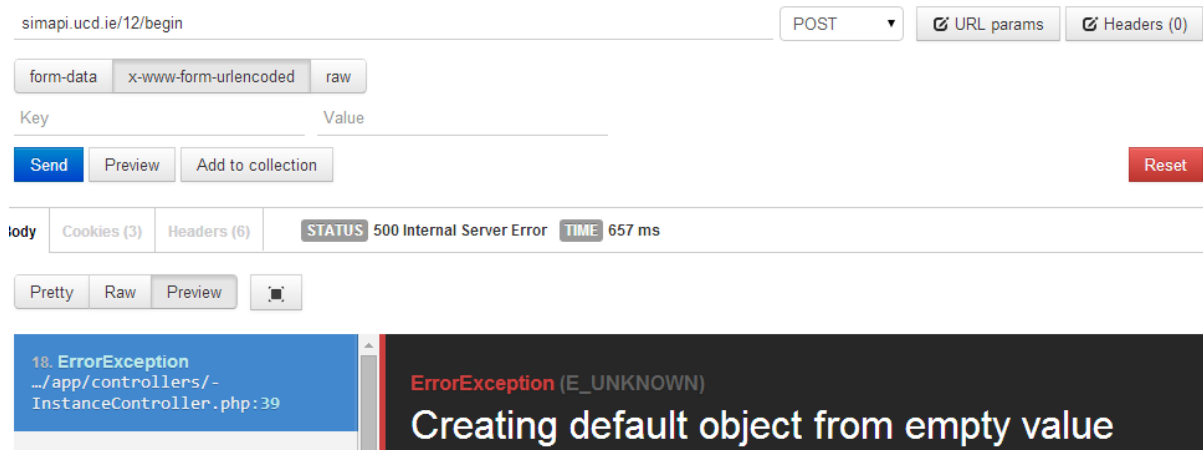 simapi.ucd.ie/12/begin POST URL params Headers (0)
form-data x-www-form-urlencoded raw
Key Value
Send Preview Add to collection Reset
Body Cookies (3) Headers (6) STATUS 500 Internal Server Error TIME 657 ms
Pretty Raw Preview
18. ErrorException
…/app/controllers/-
InstanceController.php:39
ErrorException (E_UNKNOWN)
Creating default object from empty value